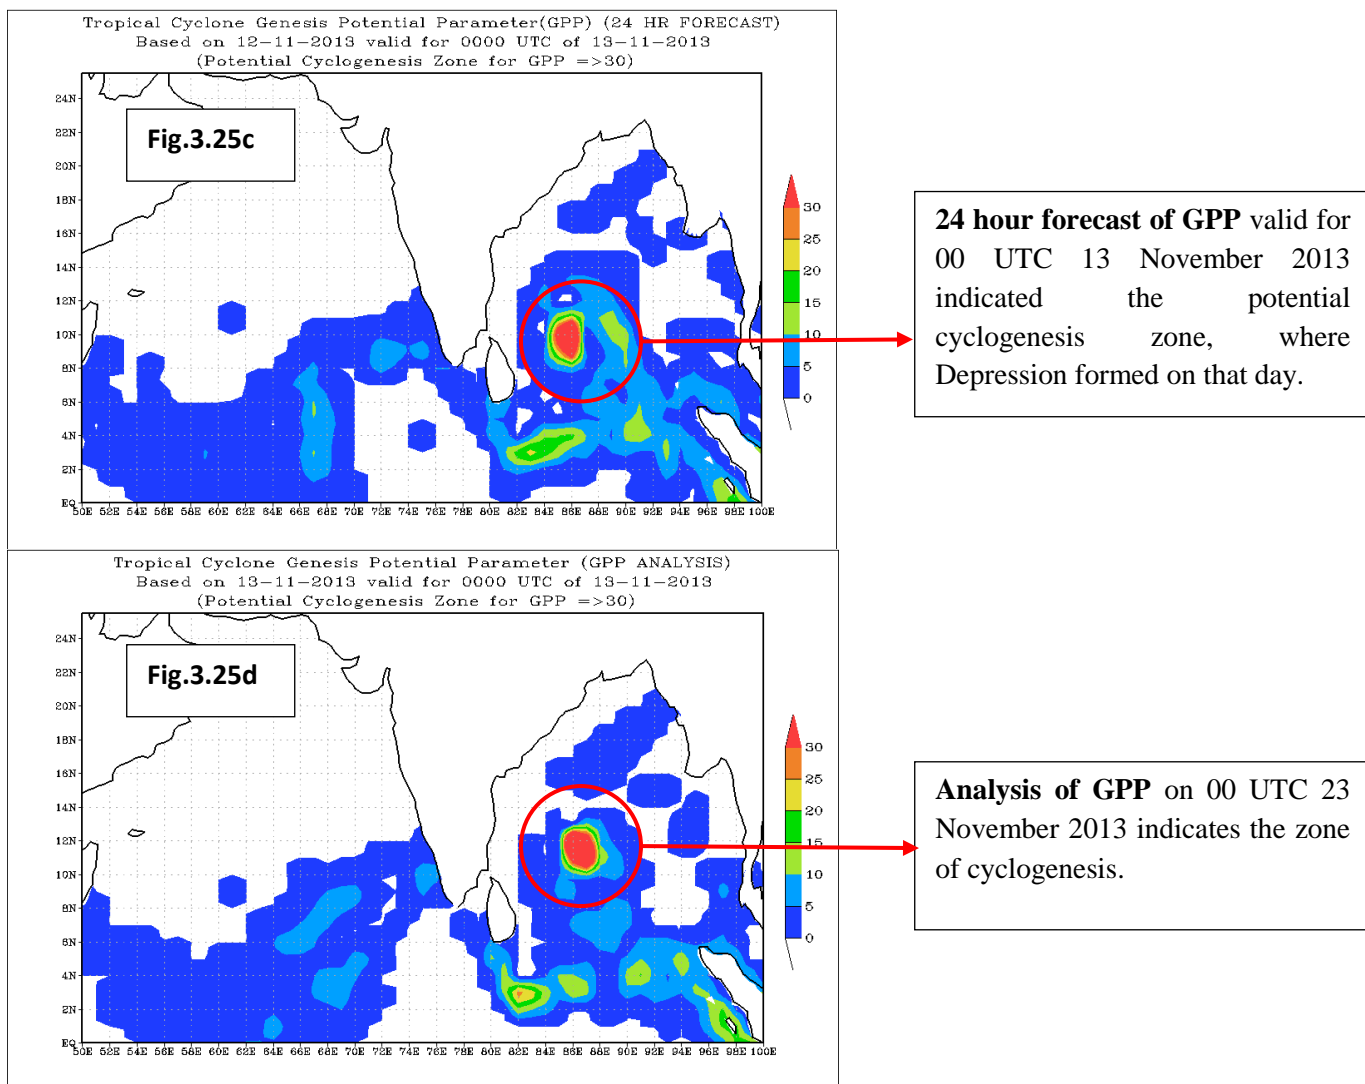 Tropical Cyclone Genesis Potential Parameter(GPP) (24 HR FORECAST)
Based on 12-11-2013 valid for 0000 UTC of 13-11-2013
(Potential Cyclogenesis Zone for GPP =>30)
Fig.3.25c
24N
22N
20N
18N
16N
14N
12N
10N
8N
6N
4N
2N
EQ
50E 52E 54E 56E 58E 60E 62E 64E 66E 68E 70E 72E 74E 76E 78E 80E 82E 84E 86E 88E 90E 92E 94E 96E 98E 100E
30
25
20
15
10
5
0
24 hour forecast of GPP valid for
00 UTC 13 November 2013
indicated the potential
cyclogenesis zone, where
Depression formed on that day.
Tropical Cyclone Genesis Potential Parameter (GPP ANALYSIS)
Based on 13-11-2013 valid for 0000 UTC of 13-11-2013
(Potential Cyclogenesis Zone for GPP =>30)
Fig.3.25d
24N
22N
20N
18N
16N
14N
12N
10N
8N
6N
4N
2N
EQ
50E 52E 54E 56E 58E 60E 62E 64E 66E 68E 70E 72E 74E 76E 78E 80E 82E 84E 86E 88E 90E 92E 94E 96E 98E 100E
30
25
20
15
10
5
0
Analysis of GPP on 00 UTC 23
November 2013 indicates the zone
of cyclogenesis.